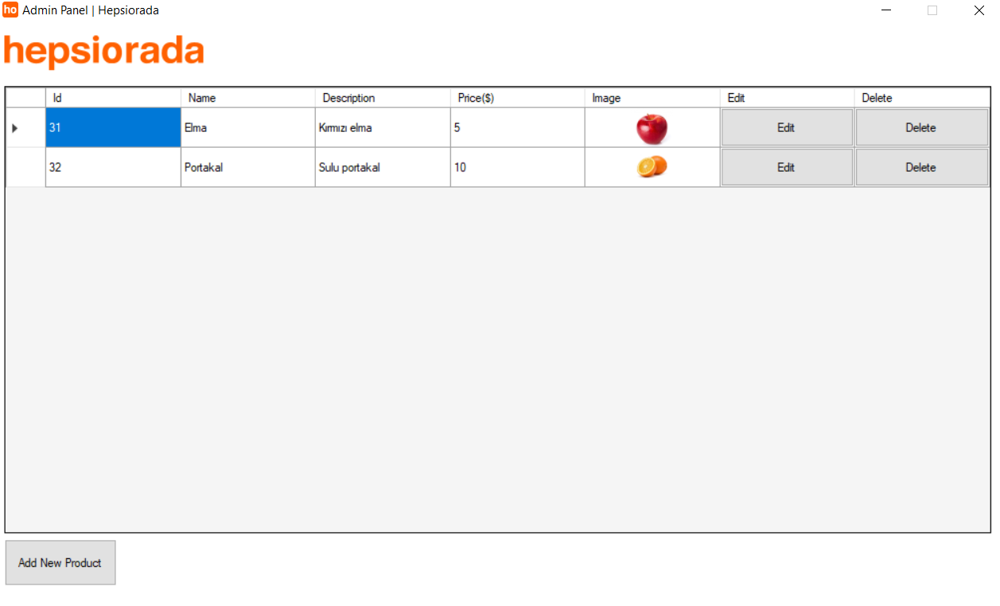 ho Admin Panel | Hepsiorada
hepsiorada
Id Name Description Price($) Image Edit Delete
31 Elma Kırmızı elma 5 Edit Delete
32 Portakal Sulu portakal 10 Edit Delete
Add New Product